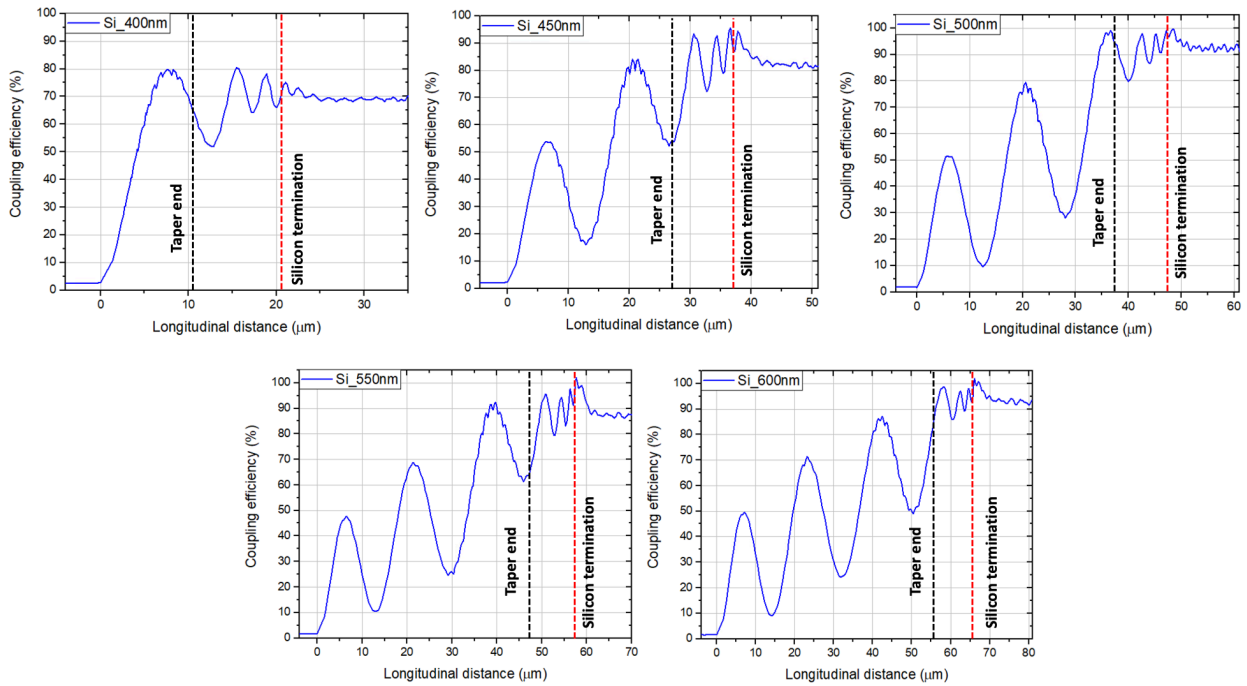 Si_400nm
Coupling efficiency (%)
100
90
80
70
60
50
40
30
20
10
0
Taper end
Silicon termination
0 10 20 30
Longitudinal distance (μm)
Si_450nm
Coupling efficiency (%)
100
90
80
70
60
50
40
30
20
10
0
Taper end
Silicon termination
0 10 20 30 40 50
Longitudinal distance (μm)
Si_500nm
Coupling efficiency (%)
100
90
80
70
60
50
40
30
20
10
0
Taper end
Silicon termination
0 10 20 30 40 50 60
Longitudinal distance (μm)
Si_550nm
Coupling efficiency (%)
100
90
80
70
60
50
40
30
20
10
0
Taper end
Silicon termination
0 10 20 30 40 50 60 70
Longitudinal distance (μm)
Si_600nm
Coupling efficiency (%)
100
90
80
70
60
50
40
30
20
10
0
Taper end
Silicon termination
0 10 20 30 40 50 60 70 80
Longitudinal distance (μm)